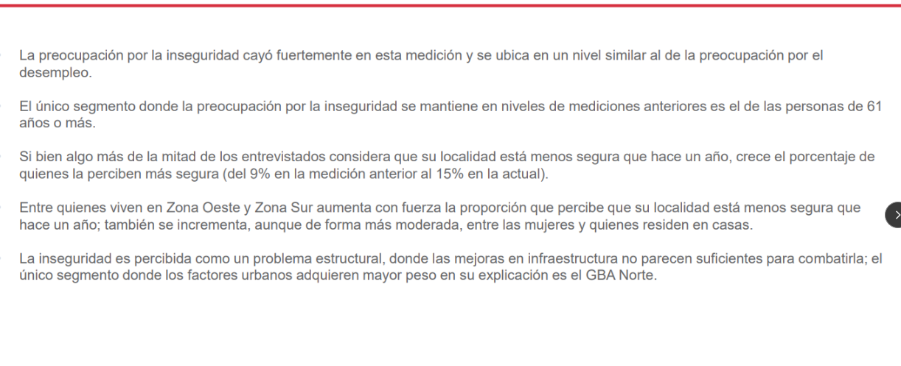 La preocupación por la inseguridad cayó fuertemente en esta medición y se ubica en un nivel similar al de la preocupación por el
desempleo.
El único segmento donde la preocupación por la inseguridad se mantiene en niveles de mediciones anteriores es el de las personas de 61
años o más.
Si bien algo más de la mitad de los entrevistados considera que su localidad está menos segura que hace un año, crece el porcentaje de
quienes la perciben más segura (del 9% en la medición anterior al 15% en la actual).
Entre quienes viven en Zona Oeste y Zona Sur aumenta con fuerza la proporción que percibe que su localidad está menos segura que
hace un año; también se incrementa, aunque de forma más moderada, entre las mujeres y quienes residen en casas.
La inseguridad es percibida como un problema estructural, donde las mejoras en infraestructura no parecen suficientes para combatirla; el
único segmento donde los factores urbanos adquieren mayor peso en su explicación es el GBA Norte.